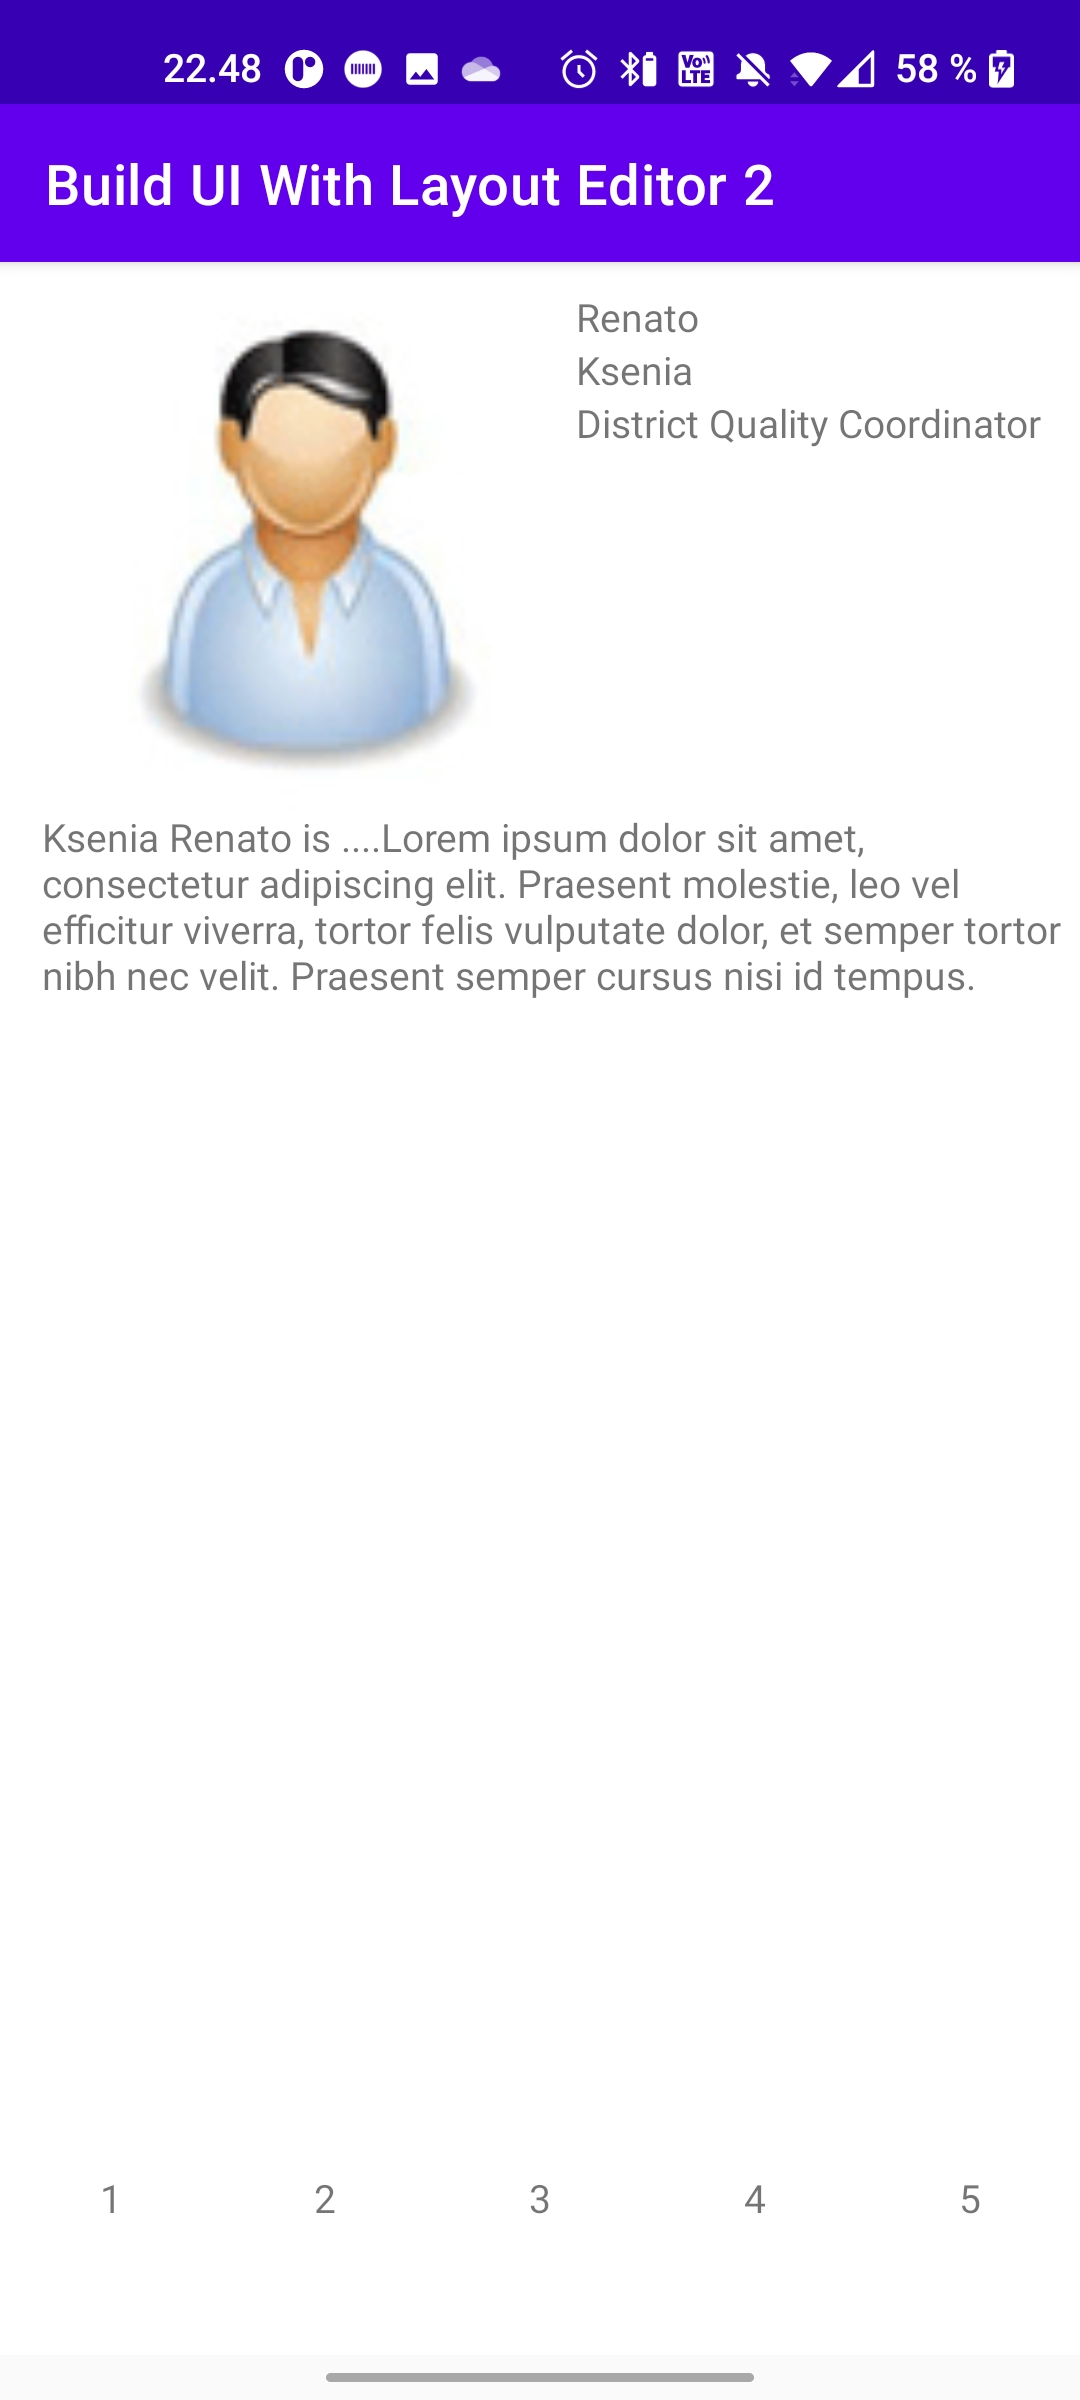 22.48 Vo LTE 58 %
Build UI With Layout Editor 2
Renato
Ksenia
District Quality Coordinator
Ksenia Renato is ....Lorem ipsum dolor sit amet,
consectetur adipiscing elit. Praesent molestie, leo vel
efficitur viverra, tortor felis vulputate dolor, et semper tortor
nibh nec velit. Praesent semper cursus nisi id tempus.
1 2 3 4 5